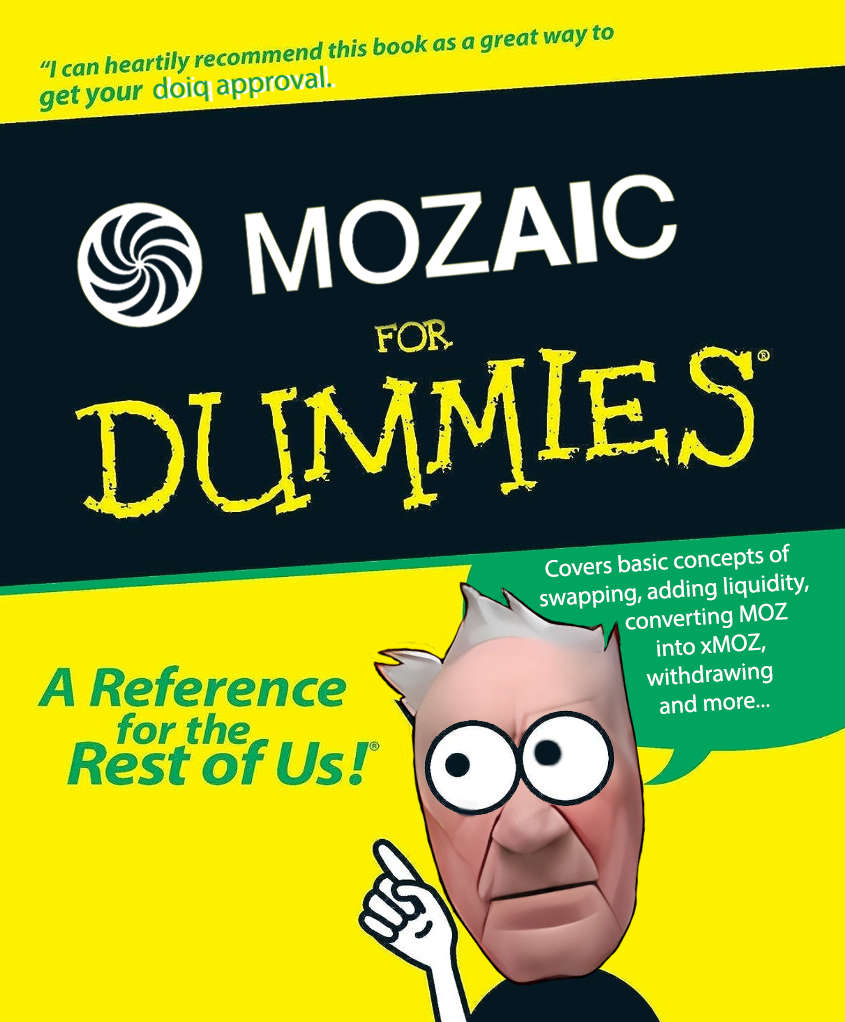 “I can heartily recommend this book as a great way to
get your doiq approval.
MOZAIC
FOR
DUMMIES®
Covers basic concepts of
swapping, adding liquidity,
converting MOZ
into xMOZ,
withdrawing
and more...
A Reference
for the
Rest of Us!®